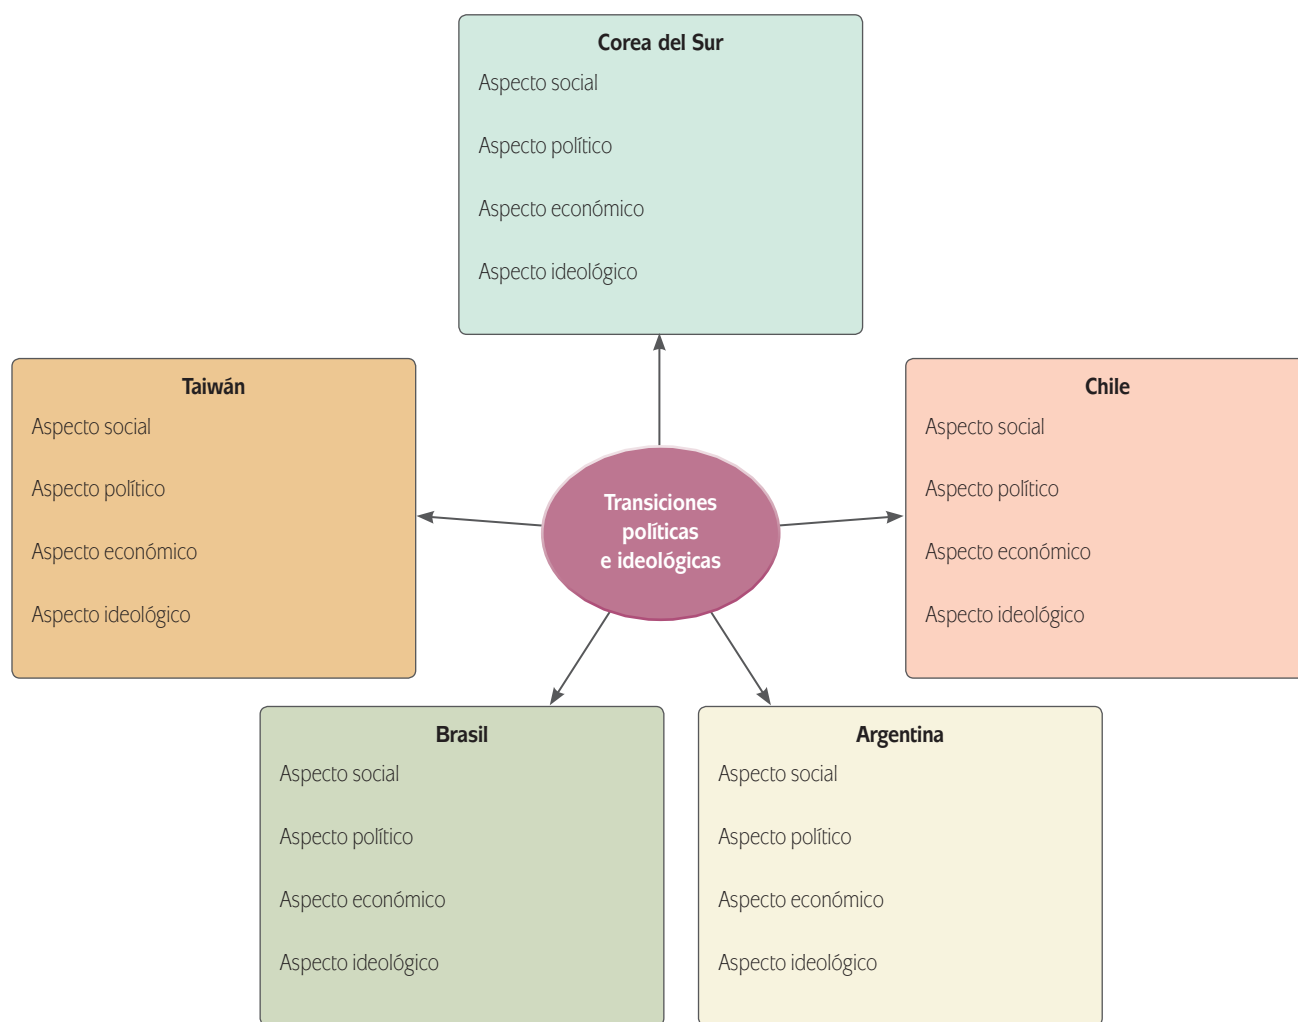 Corea del Sur
Aspecto social
Aspecto político
Aspecto económico
Aspecto ideológico
Taiwán
Aspecto social
Aspecto político
Aspecto económico
Aspecto ideológico
Transiciones
políticas
e ideológicas
Chile
Aspecto social
Aspecto político
Aspecto económico
Aspecto ideológico
Brasil
Aspecto social
Aspecto político
Aspecto económico
Aspecto ideológico
Argentina
Aspecto social
Aspecto político
Aspecto económico
Aspecto ideológico